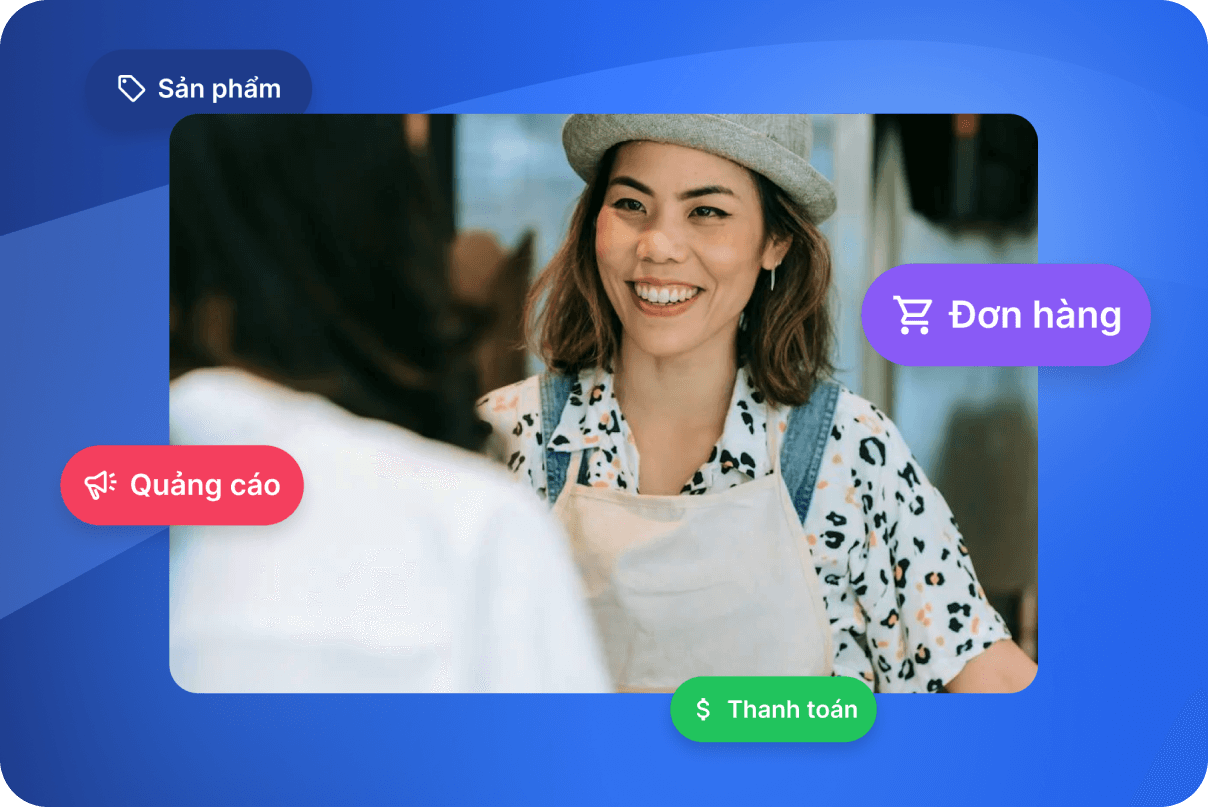 Sản phẩm
Đơn hàng
Quảng cáo
Thanh toán